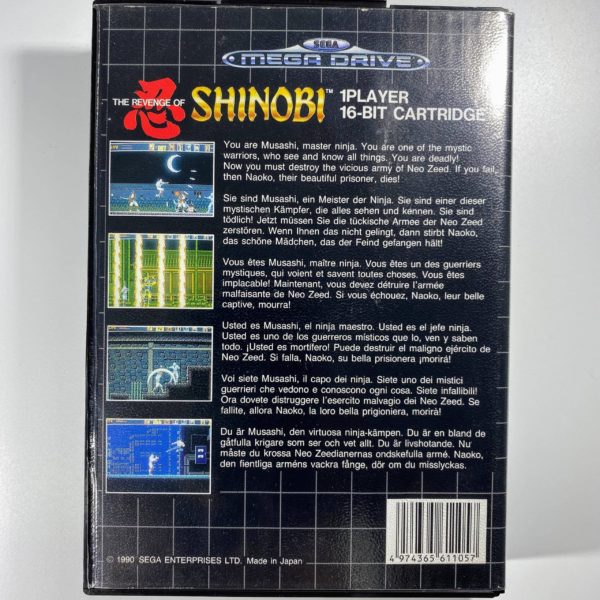 SEGA
MEGA DRIVE
忍
THE REVENGE OF SHINOBI™ 1PLAYER
16-BIT CARTRIDGE
You are Musashi, master ninja. You are one of the mystic
warriors, who see and know all things. You are deadly!
Now you must destroy the vicious army of Neo Zeed. If you fail,
then Naoko, their beautiful prisoner, dies!
Sie sind Musashi, ein Meister der Ninja. Sie sind einer dieser
mystischen Kämpfer, die alles sehen und kennen. Sie sind
tödlich! Jetzt müssen Sie die tückische Armee der Neo Zeed
zerstören. Wenn Ihnen das nicht gelingt, dann stirbt Naoko,
das schöne Mädchen, das der Feind gefangen hält!
Vous êtes Musashi, maître ninja. Vous êtes un des guerriers
mystiques, qui voient et savent toutes choses. Vous êtes
implacable! Maintenant, vous devez détruire l'armée
malfaisante de Neo Zeed. Si vous échouez, Naoko, leur belle
captive, mourra!
Usted es Musashi, el ninja maestro. Usted es el jefe ninja.
Usted es uno de los guerreros místicos que lo, ven y saben
todo. ¡Usted es mortífero! Puede destruir el maligno ejército de
Neo Zeed. Si falla, Naoko, su bella prisionera ¡morirá!
Voi siete Musashi, il capo dei ninja. Siete uno dei mistici
guerrieri che vedono e conoscono ogni cosa. Siete infallibili!
Ora dovete distruggere l'esercito malvagio dei Neo Zeed. Se
fallite, allora Naoko, la loro bella prigioniera, morirà!
Du är Musashi, den virtuosa ninja-kämpen. Du är en bland de
gåtfulla krigare som ser och vet allt. Du är livshotande. Nu
måste du krossa Neo Zeedianernas ondskefulla armé. Naoko,
den fientliga arméns vackra fånge, dör om du misslyckas.
4 974365 611057
© 1990 SEGA ENTERPRISES LTD. Made in Japan